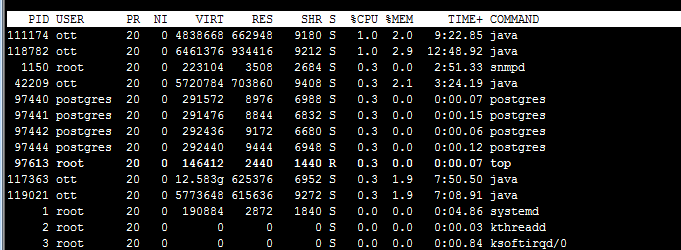 PID USER PR NI VIRT RES SHR S %CPU %MEM TIME+ COMMAND
111174 ott 20 0 4838668 662948 9180 S 1.0 2.0 9:22.85 java
118782 ott 20 0 6461376 934416 9212 S 1.0 2.9 12:48.92 java
1150 root 20 0 223104 3508 2684 S 0.3 0.0 2:51.33 snmpd
42209 ott 20 0 5720784 703860 9408 S 0.3 2.1 3:24.19 java
97440 postgres 20 0 291572 8976 6988 S 0.3 0.0 0:00.07 postgres
97441 postgres 20 0 291476 8844 6832 S 0.3 0.0 0:00.15 postgres
97442 postgres 20 0 292436 9172 6680 S 0.3 0.0 0:00.06 postgres
97444 postgres 20 0 292440 9444 6948 S 0.3 0.0 0:00.12 postgres
97613 root 20 0 146412 2440 1440 R 0.3 0.0 0:00.07 top
117363 ott 20 0 12.583g 625376 6952 S 0.3 1.9 7:50.50 java
119021 ott 20 0 5773648 615636 9272 S 0.3 1.9 7:08.91 java
1 root 20 0 190884 2872 1840 S 0.0 0.0 0:04.86 systemd
2 root 20 0 0 0 0 S 0.0 0.0 0:00.03 kthreadd
3 root 20 0 0 0 0 S 0.0 0.0 0:00.84 ksoftirqd/0